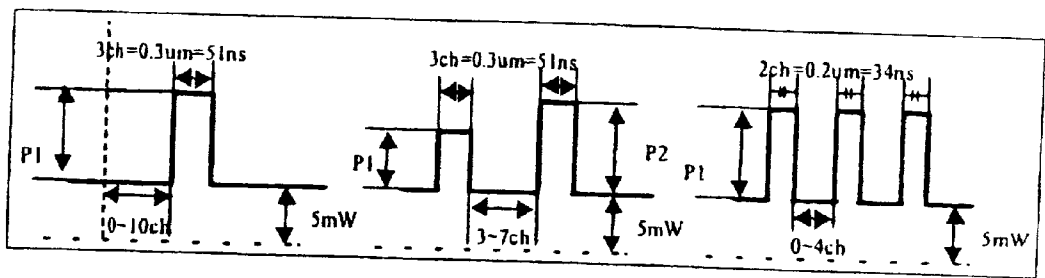 3ch=0.3um=51ns
P1
0~10ch
5mW
3ch=0.3um=51ns
P1
P2
3~7ch
5mW
2ch=0.2um=34ns
P1
0~4ch
5mW